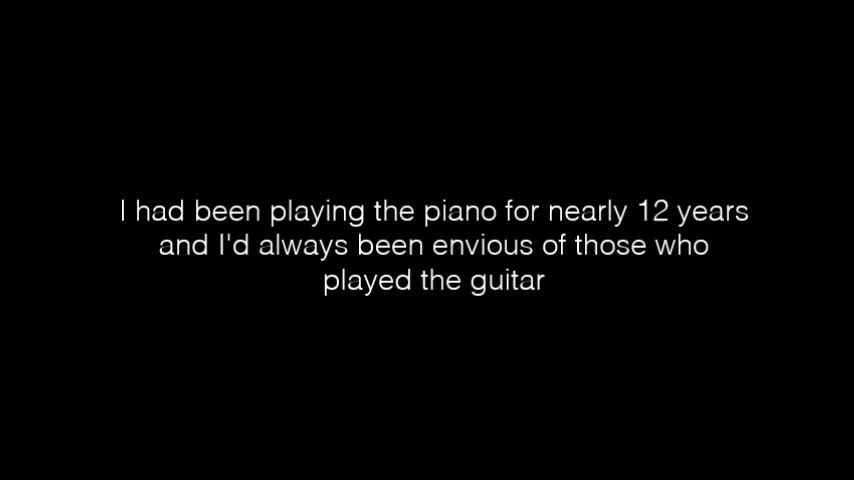 I had been playing the piano for nearly 12 years
and I'd always been envious of those who
played the guitar